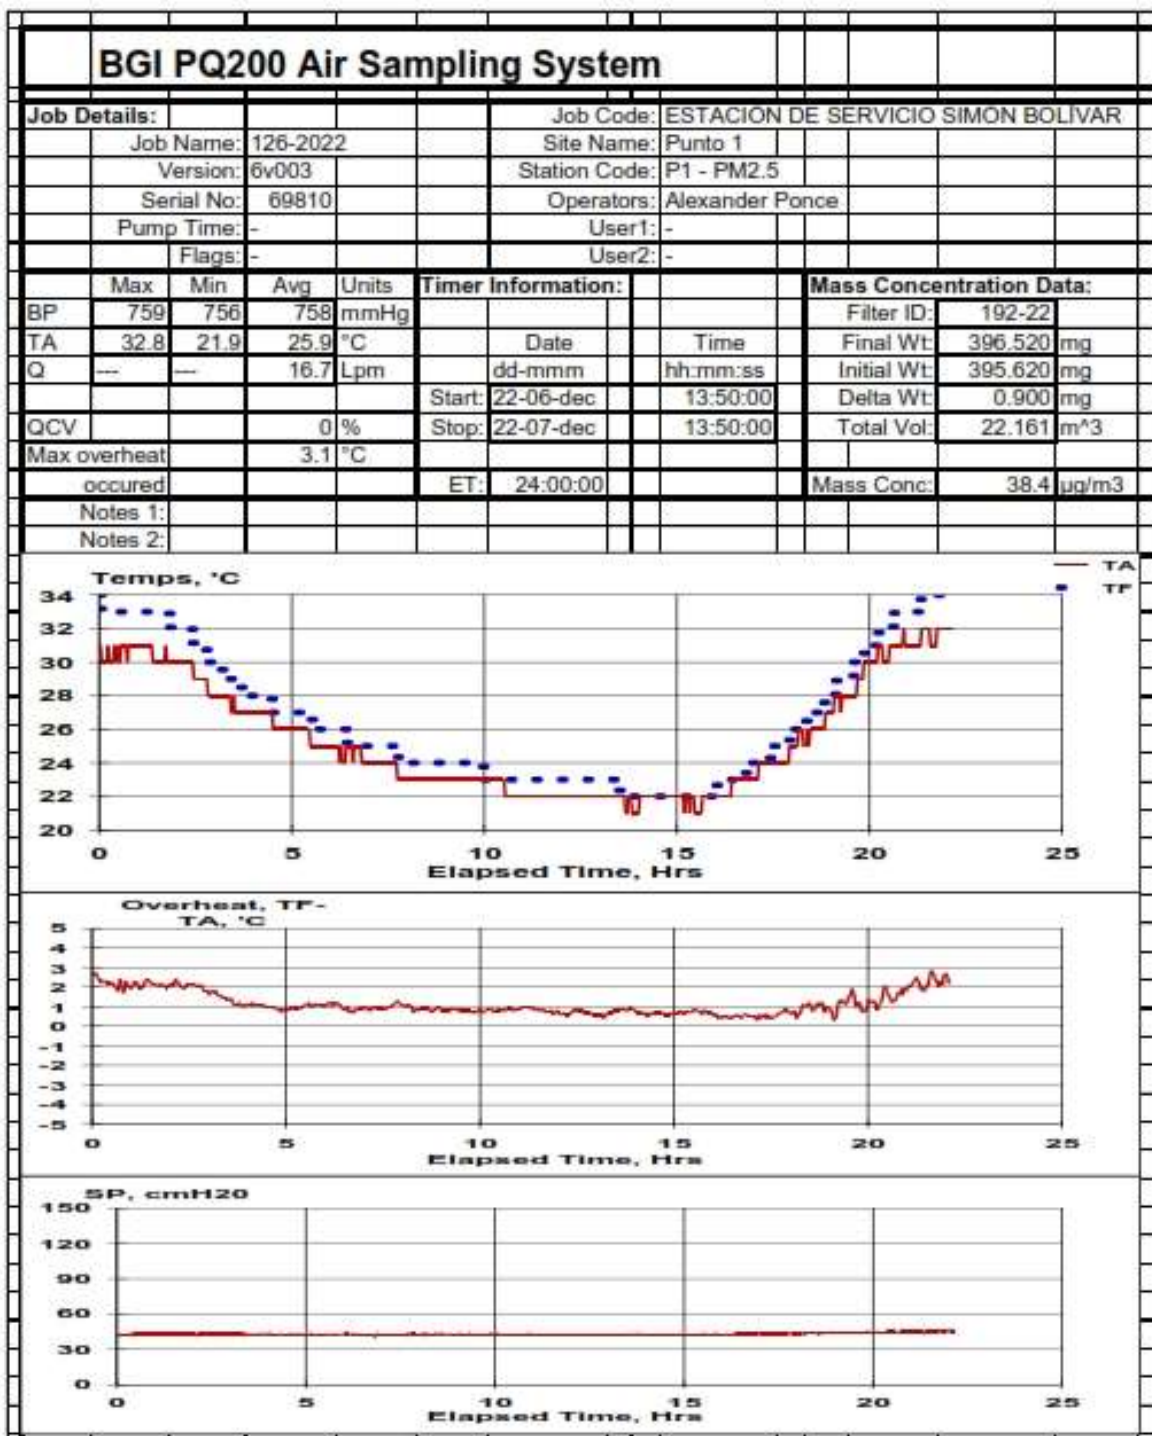 BGI PQ200 Air Sampling System
Job Details: Job Code: ESTACIÓN DE SERVICIO SIMÓN BOLÍVAR
Job Name: 126-2022 Site Name: Punto 1
Version: 6v003 Station Code: P1 - PM2.5
Serial No: 69810 Operators: Alexander Ponce
Pump Time: - User1: -
Flags: - User2: -
Max Min Avg Units Timer Information: Mass Concentration Data:
BP 759 756 758 mmHg Filter ID: 192-22
TA 32.8 21.9 25.9 °C Date Time Final Wt: 396.520 mg
Q --- --- 16.7 Lpm dd-mmm hh:mm:ss Initial Wt: 395.620 mg
Start: 22-06-dec 13:50:00 Delta Wt: 0.900 mg
QCV 0 % Stop: 22-07-dec 13:50:00 Total Vol: 22.161 m^3
Max overheat 3.1 °C
occured ET: 24:00:00 Mass Conc: 38.4 µg/m3
Notes 1:
Notes 2:
Temps, 'C
TA
TF
34
32
30
28
26
24
22
20
0 5 10 15 20 25
Elapsed Time, Hrs
Overheat, TF-
TA, 'C
5
4
3
2
1
0
-1
-2
-3
-4
-5
0 5 10 15 20 25
Elapsed Time, Hrs
SP, cmH20
150
120
90
60
30
0
0 5 10 15 20 25
Elapsed Time, Hrs